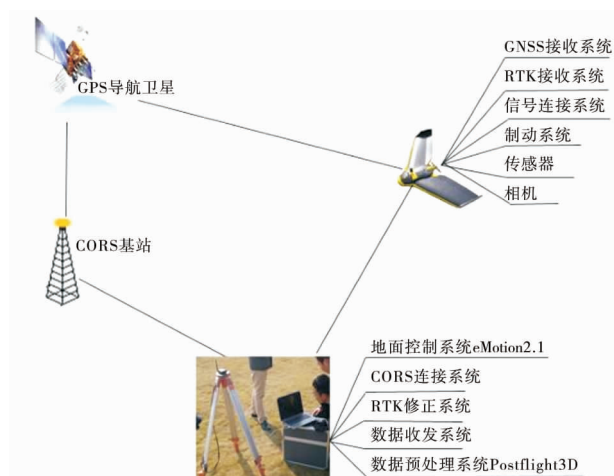 GPS导航卫星
GNSS接收系统
RTK接收系统
信号连接系统
制动系统
传感器
相机
CORS基站
地面控制系统eMotion2.1
CORS连接系统
RTK修正系统
数据收发系统
数据预处理系统Postflight3D